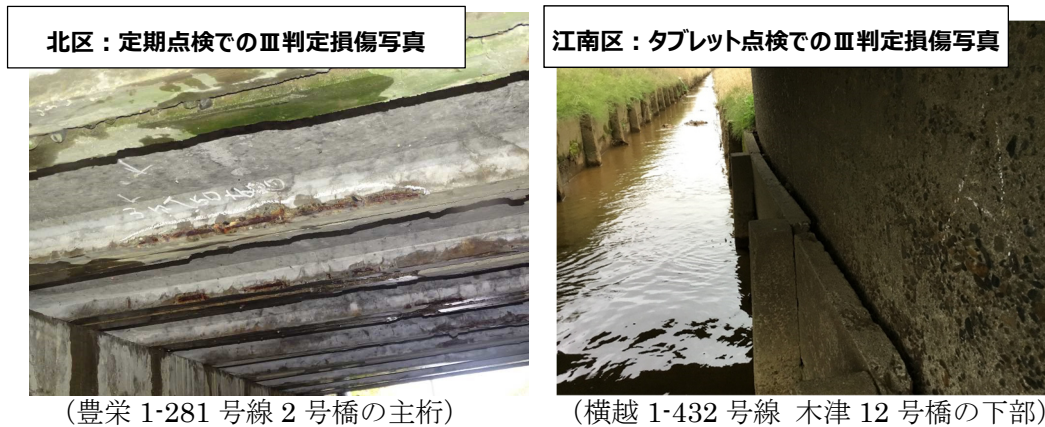 北区：定期点検でのⅢ判定損傷写真
江南区：タブレット点検でのⅢ判定損傷写真
（豊栄 1-281 号線 2 号橋の主桁）
（横越 1-432 号線 木津 12 号橋の下部）